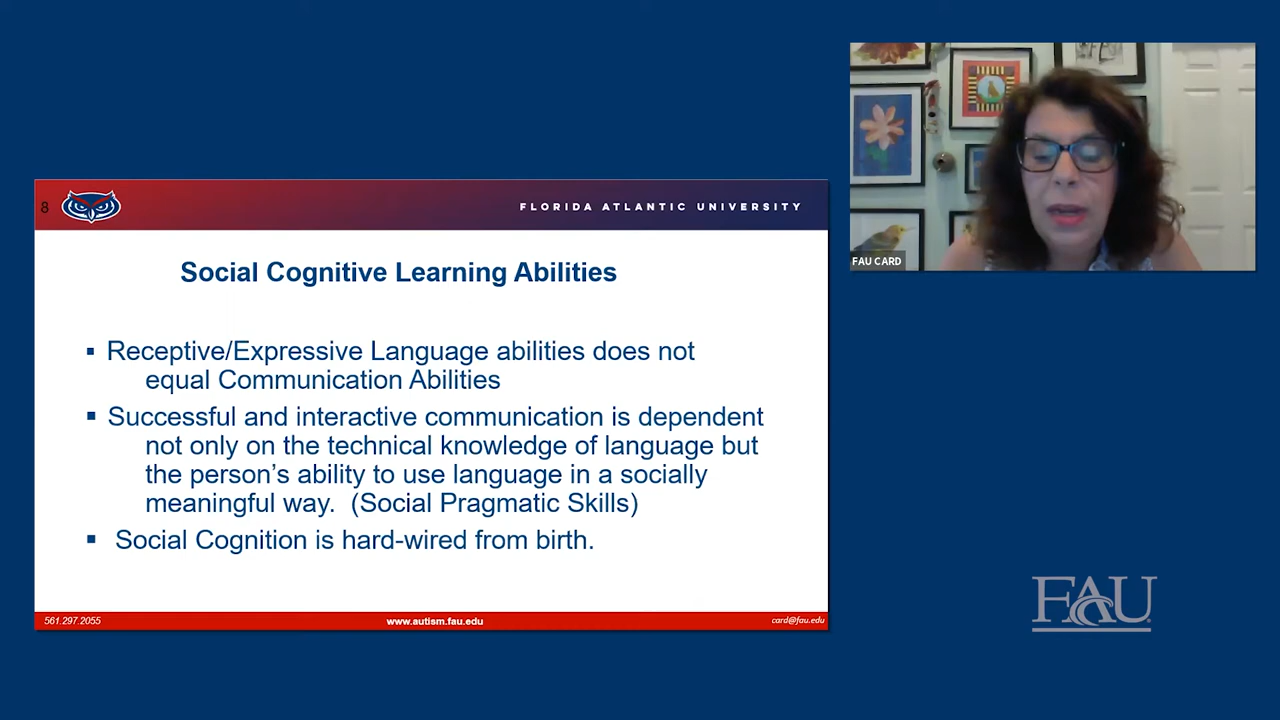 8
FLORIDA ATLANTIC UNIVERSITY
Social Cognitive Learning Abilities
▪ Receptive/Expressive Language abilities does not
equal Communication Abilities
▪ Successful and interactive communication is dependent
not only on the technical knowledge of language but
the person’s ability to use language in a socially
meaningful way. (Social Pragmatic Skills)
▪ Social Cognition is hard-wired from birth.
561.297.2055
www.autism.fau.edu
card@fau.edu
FAU CARD
FAU